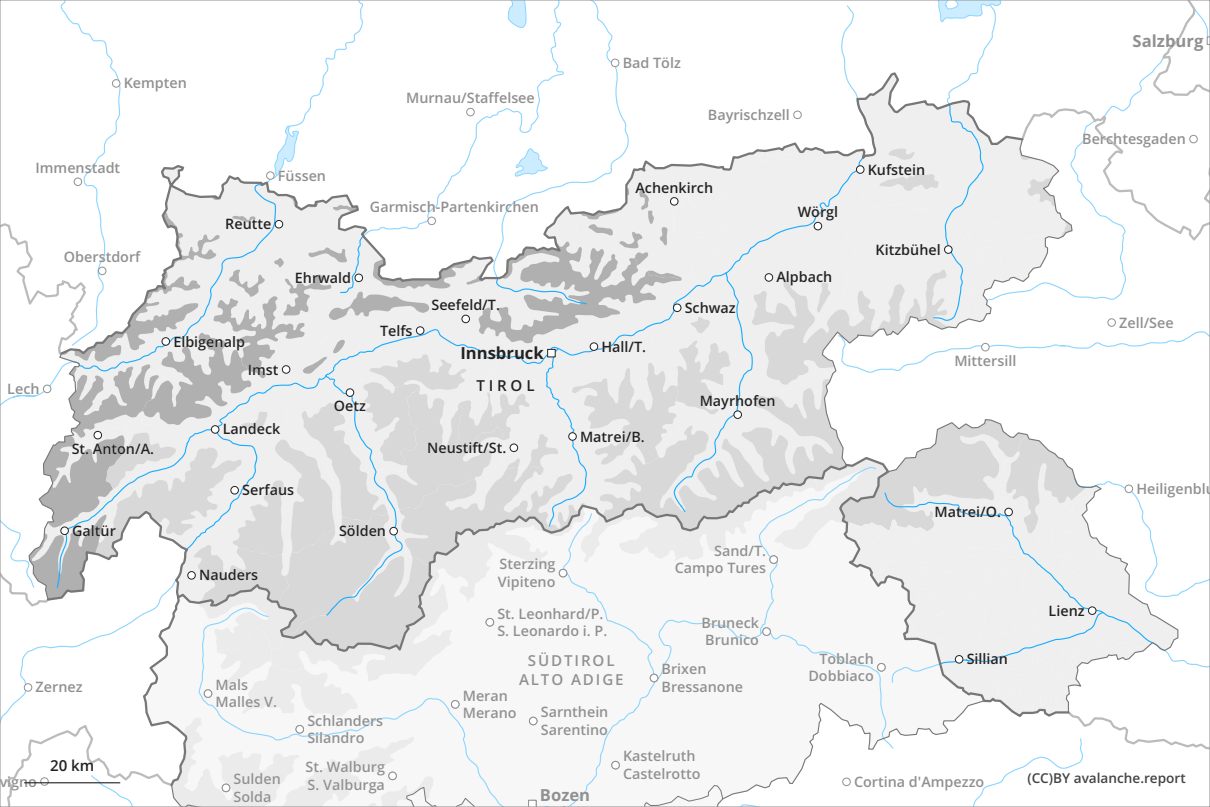 Salzburg
Bad Tölz
Kempten
Murnau/Staffelsee
Bayrischzell
Berchtesgaden
Immenstadt
Füssen
Kufstein
Achenkirch
Garmisch-Partenkirchen
Wörgl
Reutte
Kitzbühel
Oberstdorf
Ehrwald
Alpbach
Seefeld/T.
Schwaz
Zell/See
Telfs
Elbigenalp
Innsbruck
Hall/T.
Mittersill
Imst
TIROL
Lech
Oetz
Mayrhofen
Landeck
Matrei/B.
St. Anton/A.
Neustift/St.
Serfaus
Heiligenblu
Matrei/O.
Galtür
Sölden
Sand/T.
Campo Tures
Sterzing
Vipiteno
Nauders
Lienz
St. Leonhard/P.
S. Leonardo i. P.
Bruneck
Brunico
SÜDTIROL
ALTO ADIGE
Toblach
Dobbiaco
Sillian
Brixen
Bressanone
Zernez
Mals
Malles V.
Meran
Merano
Sarnthein
Sarentino
Schlanders
Silandro
Kastelruth
Castelrotto
20 km
St. Walburg
S. Valburga
vigno
Sulden
Solda
Cortina d'Ampezzo
(CC)BY avalanche.report
Bozen